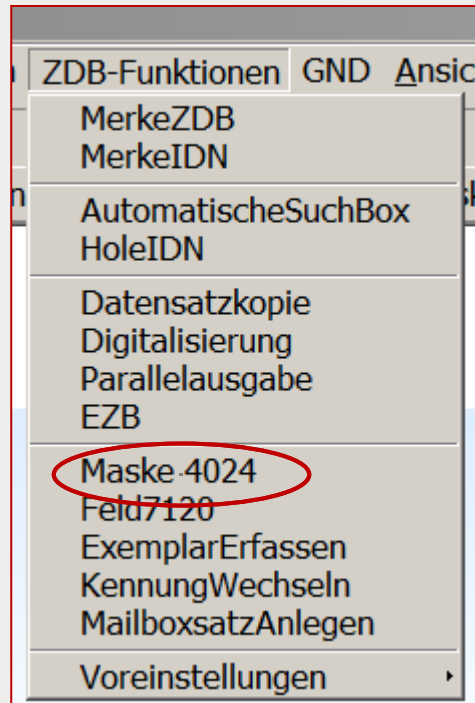 ZDB-Funktionen GND Ansic
MerkeZDB
MerkeIDN
AutomatischeSuchBox
HoleIDN
Datensatzkopie
Digitalisierung
Parallelausgabe
EZB
Maske 4024
Feld7120
ExemplarErfassen
KennungWechseln
MailboxsatzAnlegen
Voreinstellungen